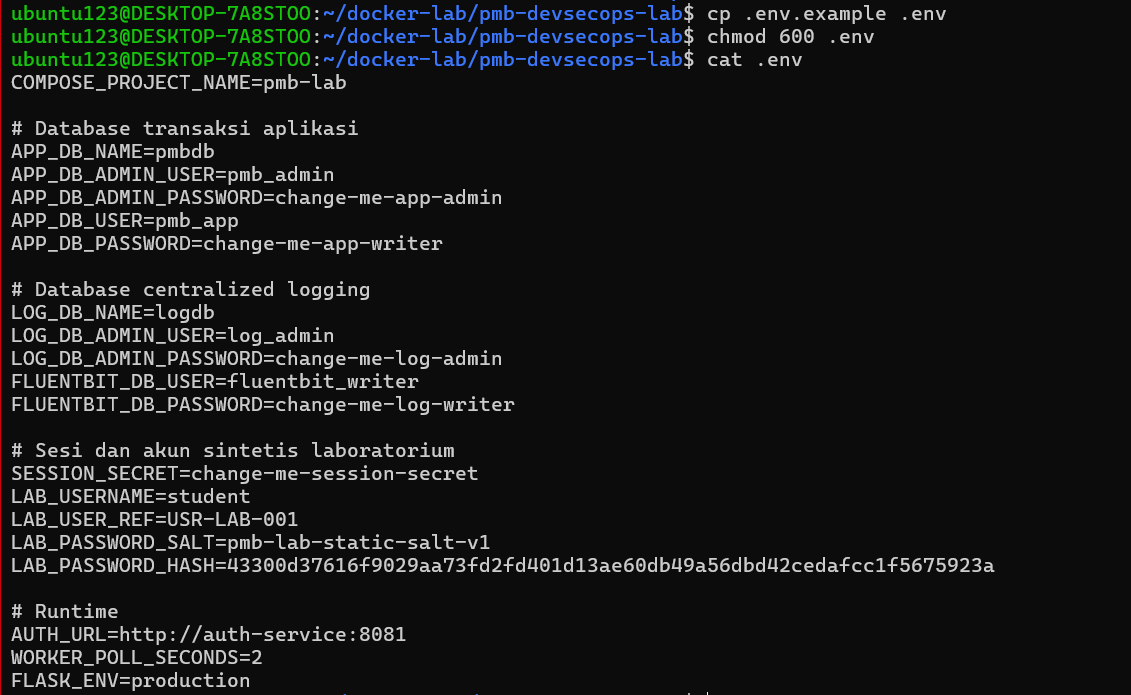 ubuntu123@DESKTOP-7A8STOO:~/docker-lab/pmb-devsecops-lab$ cp .env.example .env
ubuntu123@DESKTOP-7A8STOO:~/docker-lab/pmb-devsecops-lab$ chmod 600 .env
ubuntu123@DESKTOP-7A8STOO:~/docker-lab/pmb-devsecops-lab$ cat .env
COMPOSE_PROJECT_NAME=pmb-lab
# Database transaksi aplikasi
APP_DB_NAME=pmbdb
APP_DB_ADMIN_USER=pmb_admin
APP_DB_ADMIN_PASSWORD=change-me-app-admin
APP_DB_USER=pmb_app
APP_DB_PASSWORD=change-me-app-writer
# Database centralized logging
LOG_DB_NAME=logdb
LOG_DB_ADMIN_USER=log_admin
LOG_DB_ADMIN_PASSWORD=change-me-log-admin
FLUENTBIT_DB_USER=fluentbit_writer
FLUENTBIT_DB_PASSWORD=change-me-log-writer
# Sesi dan akun sintetis laboratorium
SESSION_SECRET=change-me-session-secret
LAB_USERNAME=student
LAB_USER_REF=USR-LAB-001
LAB_PASSWORD_SALT=pmb-lab-static-salt-v1
LAB_PASSWORD_HASH=43300d37616f9029aa73fd2fd401d13ae60db49a56dbd42cedafcc1f5675923a
# Runtime
AUTH_URL=http://auth-service:8081
WORKER_POLL_SECONDS=2
FLASK_ENV=production